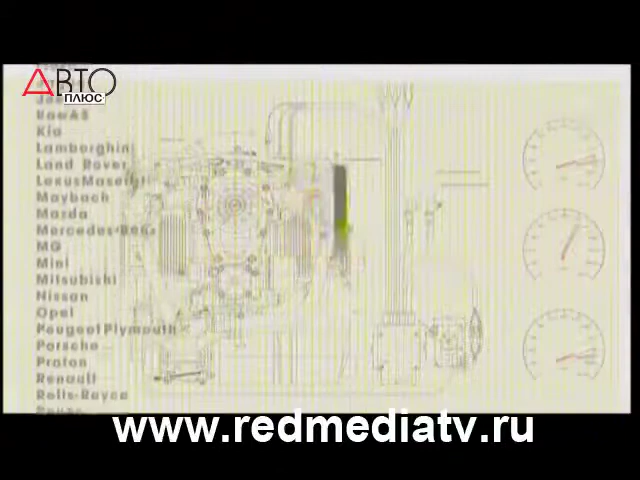 АВТО
ПЛЮС
Kia
Lamborghini
Land Rover
LexusMaserati
Maybach
Mazda
Mercedes-Benz
MG
Mini
Mitsubishi
Nissan
Opel
PeugeotPlymouth
Porsche
Proton
Renault
Rolls-Royce
Rover
www.redmediatv.ru